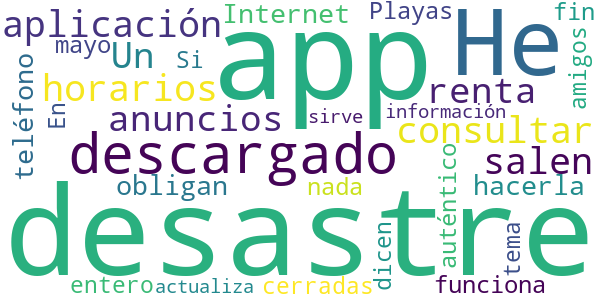 aplicación
Internet
Playas
fin
mayo
Un
Si
app
He
amigos
teléfono
horarios
renta
En
anuncios
sirve
información
consultar
descargado
salen
obligan
nada
auténtico
hacerla
desastre
dicen
tema
entero
actualiza
cerradas
funciona